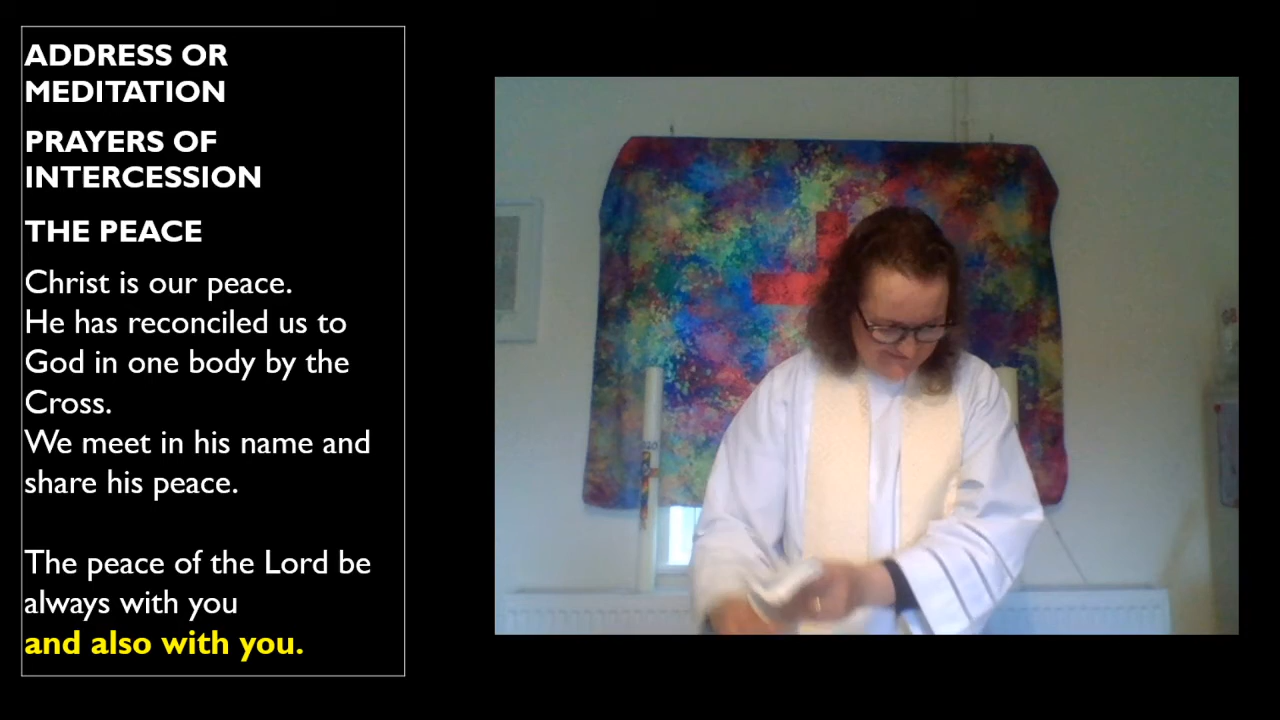 ADDRESS OR
MEDITATION
PRAYERS OF
INTERCESSION
THE PEACE
Christ is our peace.
He has reconciled us to
God in one body by the
Cross.
We meet in his name and
share his peace.
The peace of the Lord be
always with you
and also with you.